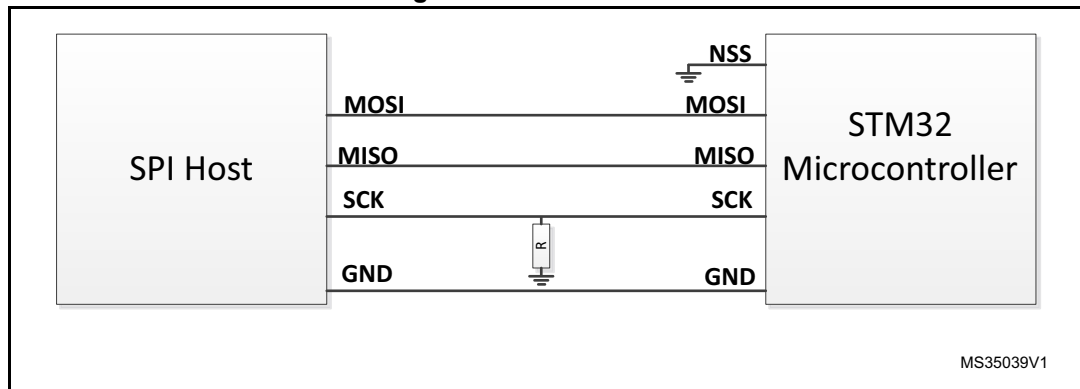 NSS
MOSI MOSI
MISO MISO
SCK SCK
GND GND
SPI Host
STM32
Microcontroller
R
MS35039V1